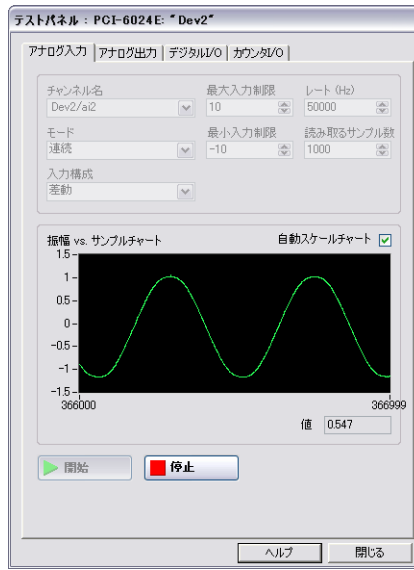 テストパネル : PCI-6024E: "Dev2"
アナログ入力 アナログ出力 デジタルI/O カウンタI/O
チャンネル名 最大入力制限 レート (Hz)
Dev2/ai2 10 50000
モード 最小入力制限 読み取るサンプル数
連続 -10 1000
入力構成
差動
振幅 vs. サンプルチャート 自動スケールチャート
1.5
1
0.5
0
-0.5
-1
-1.5
366000 366999
値 0.547
開始 停止
ヘルプ 閉じる